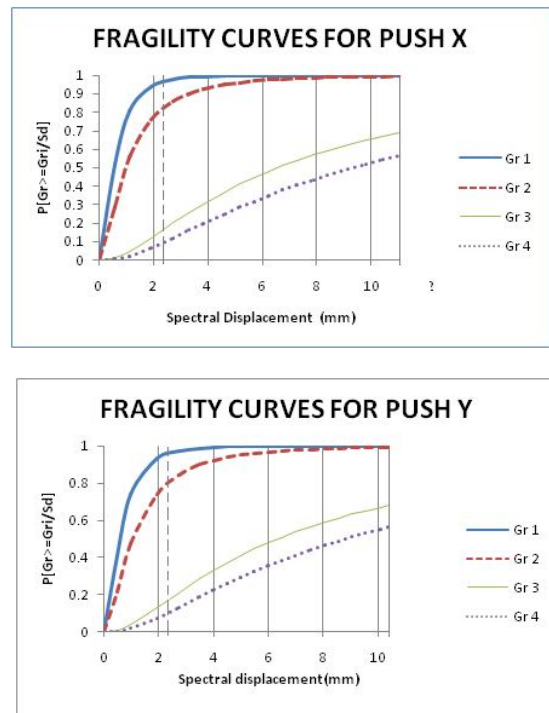 FRAGILITY CURVES FOR PUSH X
P[Gr>=Gri/Sd]
1
0.9
0.8
0.7
0.6
0.5
0.4
0.3
0.2
0.1
0
0 2 4 6 8 10 ?
Spectral Displacement (mm)
Gr 1
Gr 2
Gr 3
Gr 4
FRAGILITY CURVES FOR PUSH Y
P[Gr>=Gri/Sd]
1
0.8
0.6
0.4
0.2
0
0 2 4 6 8 10
Spectral displacement(mm)
Gr 1
Gr 2
Gr 3
Gr 4